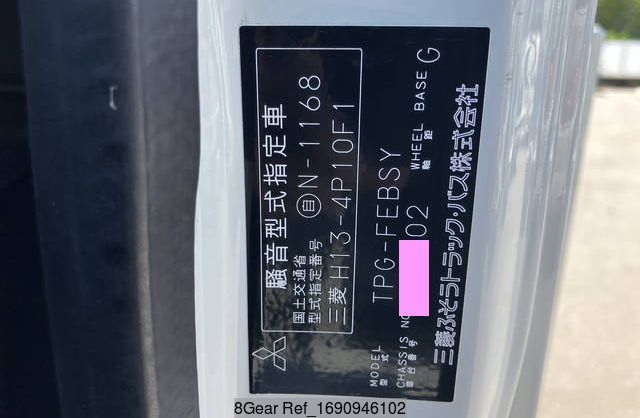 騒音型式指定車
国土交通省 ㊀N-1168
型式指定番号
三菱 H13-4P10F1
MODEL 型式 TPG-FEBSY
CHASSIS NO 車台番号 02 WHEEL BASE 軸距 G
三菱ふそうトラック・バス株式会社
8Gear Ref_1690946102